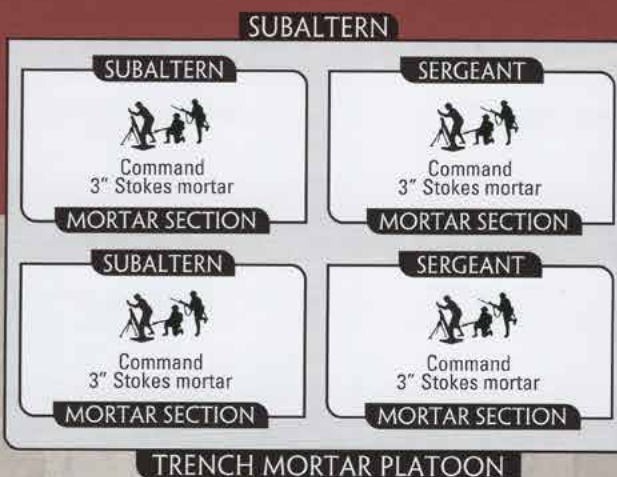 SUBALTERN
SUBALTERN
Command
3" Stokes mortar
MORTAR SECTION
SERGEANT
Command
3" Stokes mortar
MORTAR SECTION
SUBALTERN
Command
3" Stokes mortar
MORTAR SECTION
SERGEANT
Command
3" Stokes mortar
MORTAR SECTION
TRENCH MORTAR PLATOON